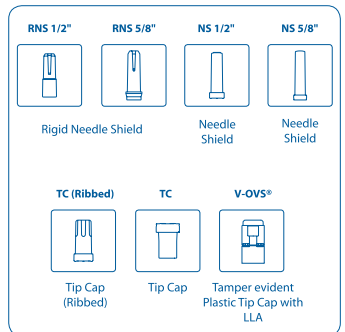 RNS 1/2" RNS 5/8" NS 1/2" NS 5/8"
Rigid Needle Shield
Needle
Shield
Needle
Shield
TC (Ribbed) TC V-OVS®
Tip Cap
(Ribbed)
Tip Cap
Tamper evident
Plastic Tip Cap with
LLA